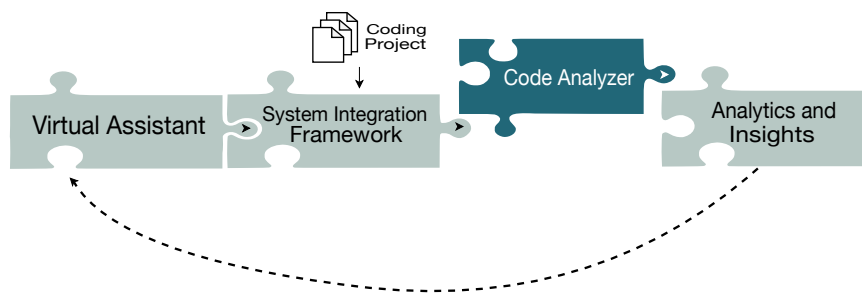 Coding
Project
Code Analyzer
Virtual Assistant
System Integration
Framework
Analytics and
Insights